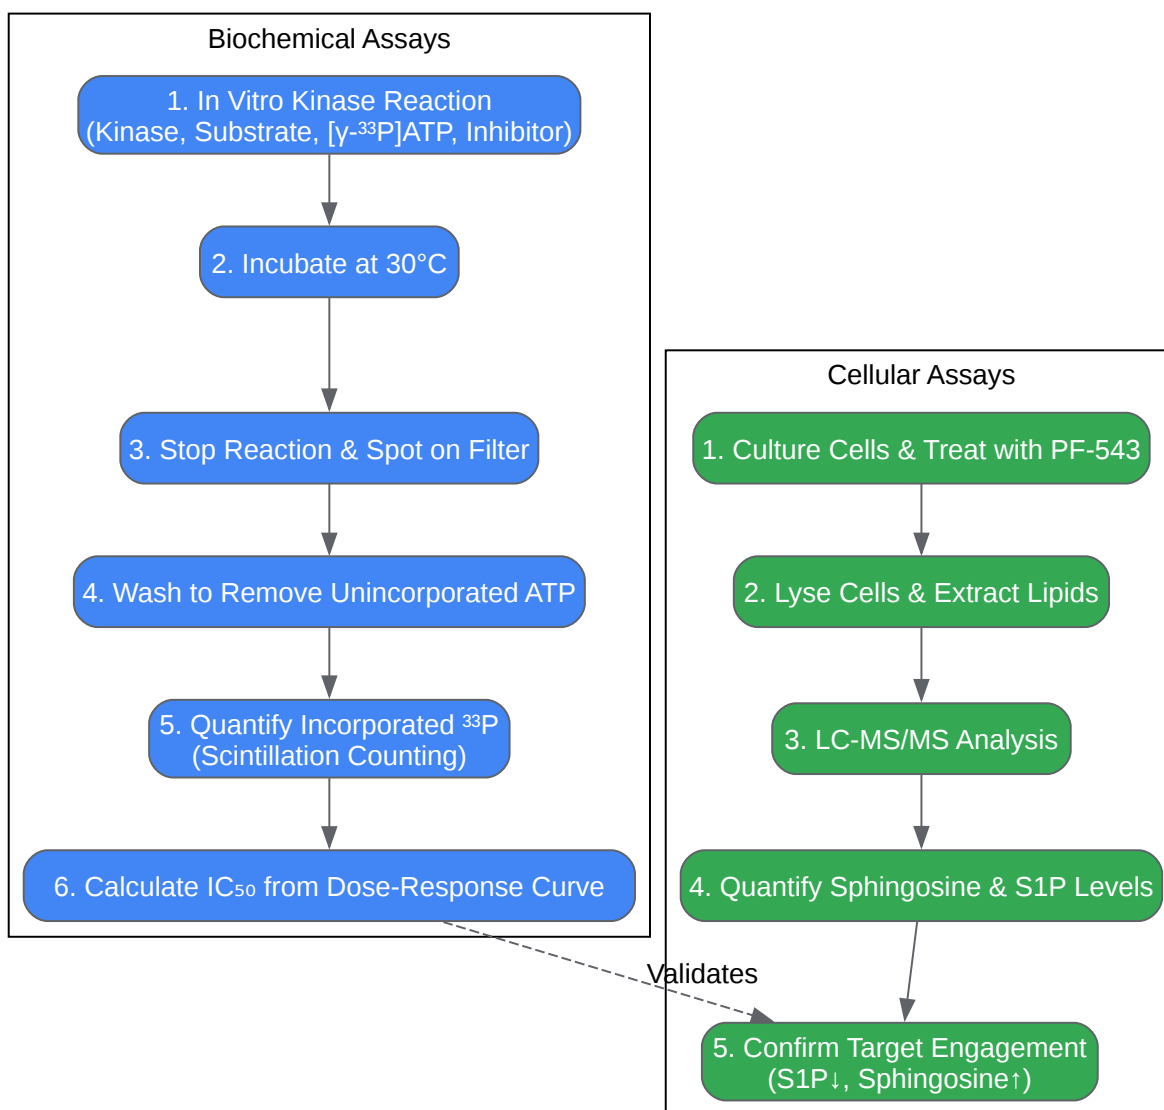 Biochemical Assays
1. In Vitro Kinase Reaction
(Kinase, Substrate, [γ-³³P]ATP, Inhibitor)
2. Incubate at 30°C
3. Stop Reaction & Spot on Filter
4. Wash to Remove Unincorporated ATP
5. Quantify Incorporated ³³P
(Scintillation Counting)
6. Calculate IC₅₀ from Dose-Response Curve
Validates
Cellular Assays
1. Culture Cells & Treat with PF-543
2. Lyse Cells & Extract Lipids
3. LC-MS/MS Analysis
4. Quantify Sphingosine & S1P Levels
5. Confirm Target Engagement
(S1P↓, Sphingosine↑)